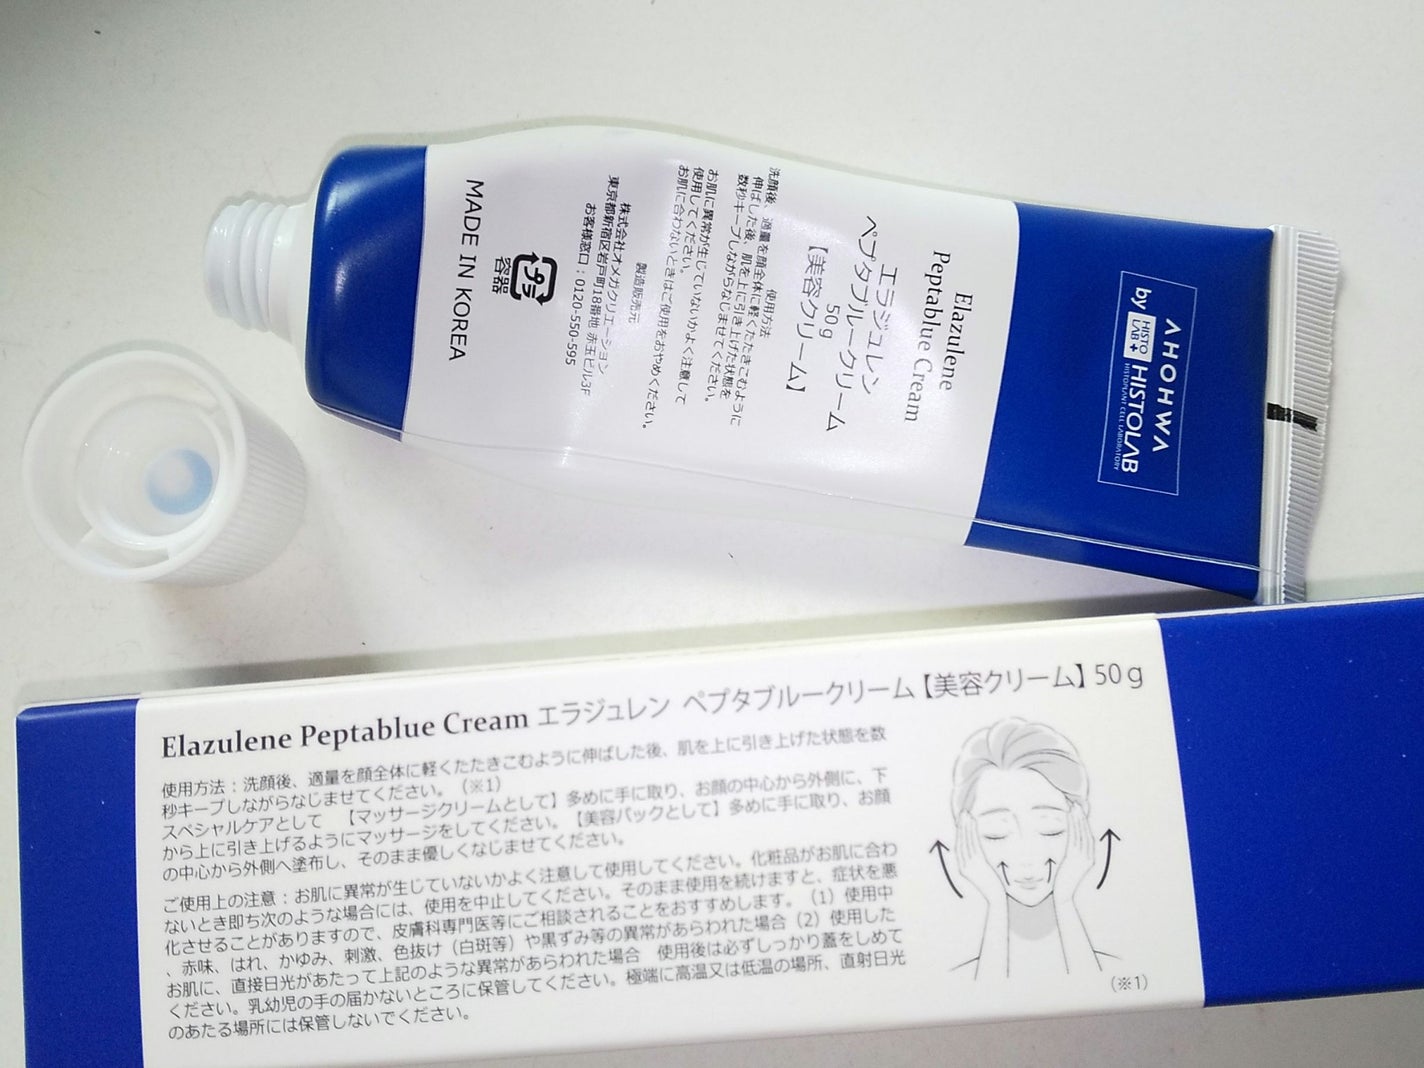 AHOHWA
by HISTO LAB+ HISTOLAB
HISTOPLANT CELL LABORATORY
Elazulene
Peptablue Cream
エラジュレン
ペプタブルークリーム
50g
【美容クリーム】
使用方法
洗顔後、適量を顔全体に軽くたたきこむように
伸ばした後、肌を上に引き上げた状態を
数秒キープしながらなじませてください。
お肌に異常が生じていないかよく注意して
使用してください。
お肌に合わないときはご使用をおやめください。
製造販売元
株式会社オメガクリエーション
東京都新宿区岩戸町18番地 赤玉ビル3F
お客様窓口：0120-550-595
プラ
容器
MADE IN KOREA
Elazulene Peptablue Cream エラジュレン ペプタブルークリーム【美容クリーム】50g
使用方法：洗顔後、適量を顔全体に軽くたたきこむように伸ばした後、肌を上に引き上げた状態を数
秒キープしながらなじませてください。（※1）
スペシャルケアとして 【マッサージクリームとして】多めに手に取り、お顔の中心から外側に、下
から上に引き上げるようにマッサージをしてください。【美容パックとして】多めに手に取り、お顔
の中心から外側へ塗布し、そのまま優しくなじませてください。
ご使用上の注意：お肌に異常が生じていないかよく注意して使用してください。化粧品がお肌に合わ
ないとき即ち次のような場合には、使用を中止してください。そのまま使用を続けますと、症状を悪
化させることがありますので、皮膚科専門医等にご相談されることをおすすめします。（1）使用中
、赤味、はれ、かゆみ、刺激、色抜け（白斑等）や黒ずみ等の異常があらわれた場合（2）使用した
お肌に、直接日光があたって上記のような異常があらわれた場合 使用後は必ずしっかり蓋をしめて
ください。乳幼児の手の届かないところに保管してください。極端に高温又は低温の場所、直射日光
のあたる場所には保管しないでください。
（※1）